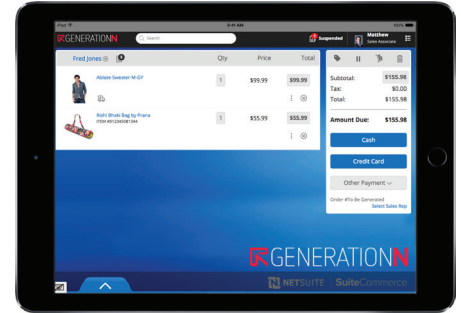 iPad
9:41 AM
100%
GENERATIONN
Search
Suspended
Matthew
Sales Associate
Fred Jones
Qty
Price
Total
Ablaze Sweater-M-GY
1
$99.99
$99.99
Rishi Bhakti Bag by Prana
ITEM #912345081344
1
$55.99
$55.99
Subtotal:
$155.98
Tax:
$0.00
Total:
$155.98
Amount Due:
$155.98
Cash
Credit Card
Other Payment
Order #To Be Generated
Select Sales Rep
GENERATIONN
N NETSUITE
SuiteCommerce